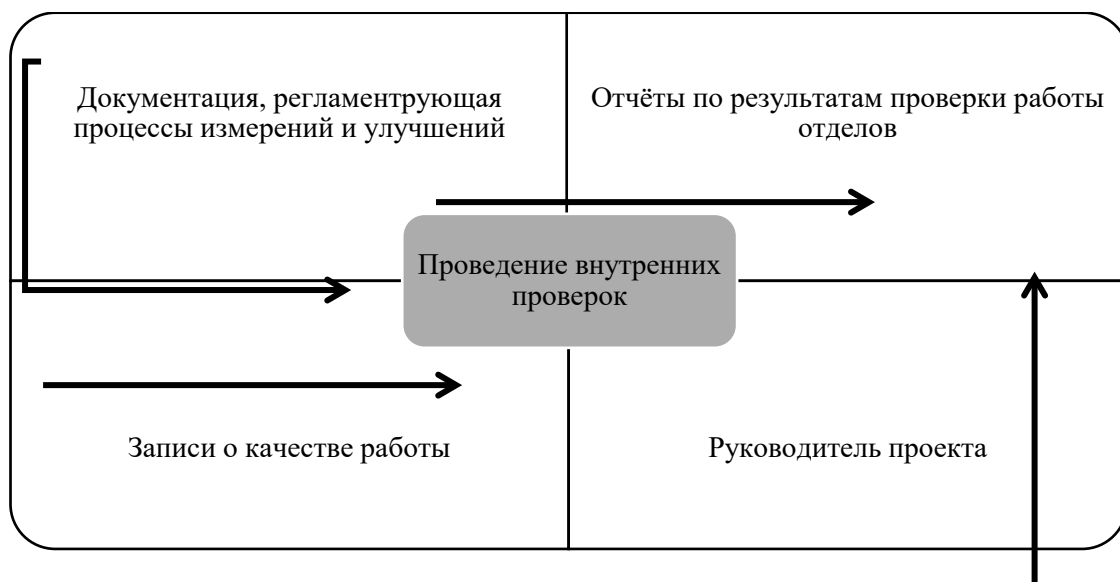 Документация, регламентрующая
процессы измерений и улучшений
Отчёты по результатам проверки работы
отделов
Проведение внутренних
проверок
Записи о качестве работы
Руководитель проекта